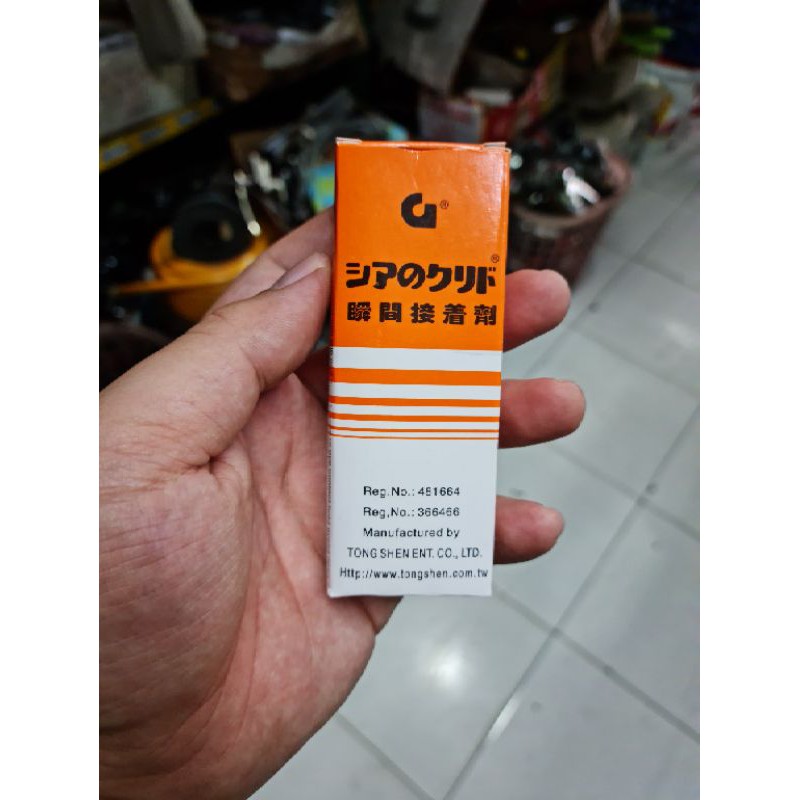 G®
シアのクリド®
瞬間接着劑
Reg.No.: 481664
Reg,No.: 366466
Manufactured by
TONG SHEN ENT. CO., LTD.
Http://www.tongshen.com.tw